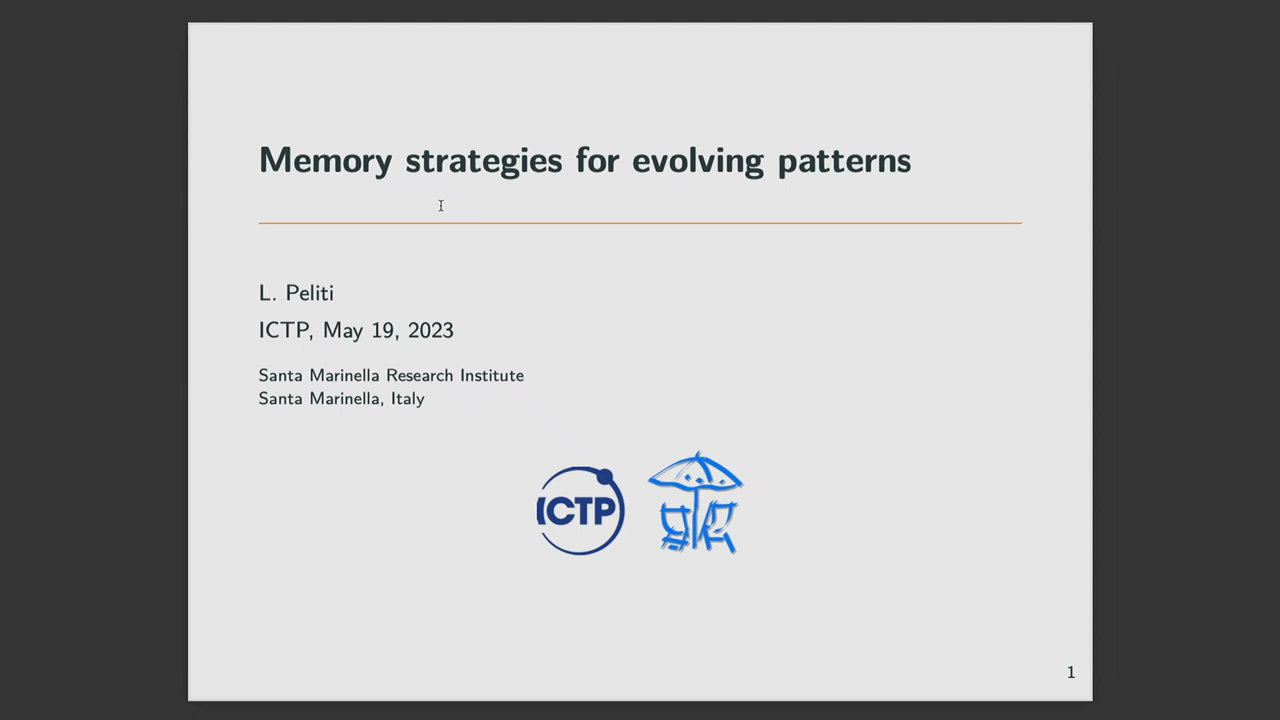 Memory strategies for evolving patterns
L. Peliti
ICTP, May 19, 2023
Santa Marinella Research Institute
Santa Marinella, Italy
ICTP
1